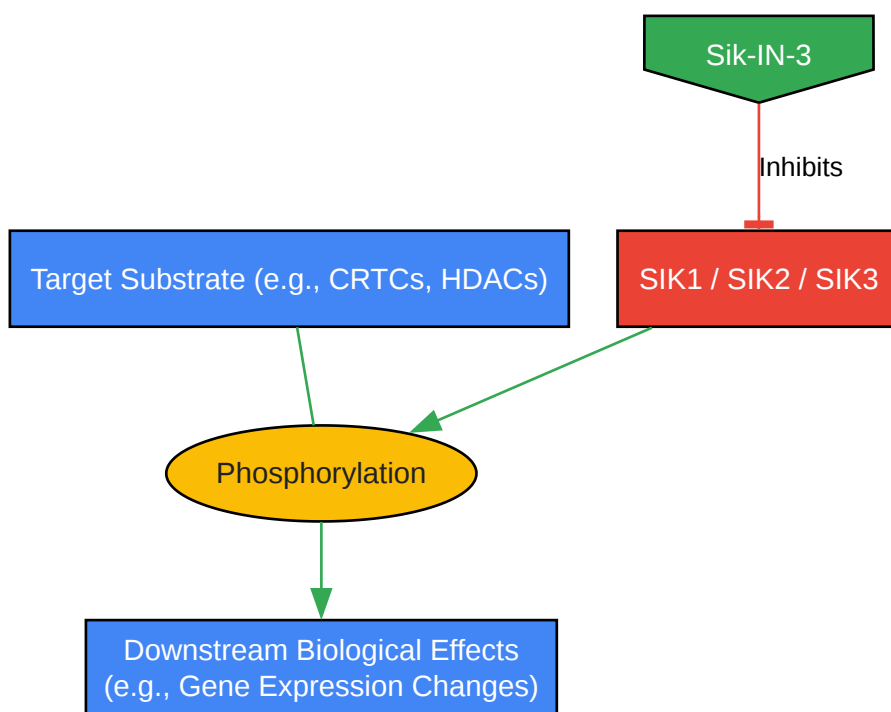 Sik-IN-3
Inhibits
Target Substrate (e.g., CRTCs, HDACs)
SIK1 / SIK2 / SIK3
Phosphorylation
Downstream Biological Effects
(e.g., Gene Expression Changes)